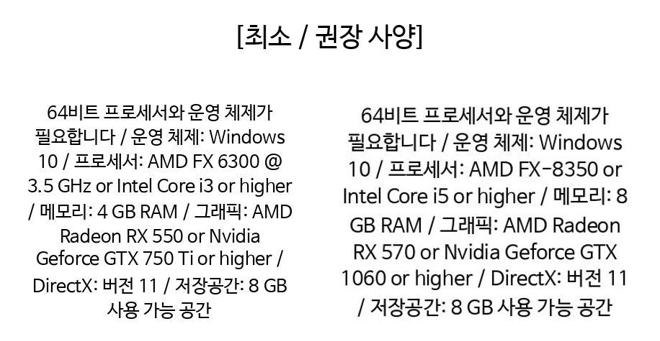 [최소 / 권장 사양]
64비트 프로세서와 운영 체제가
필요합니다 / 운영 체제: Windows
10 / 프로세서: AMD FX 6300 @
3.5 GHz or Intel Core i3 or higher
/ 메모리: 4 GB RAM / 그래픽: AMD
Radeon RX 550 or Nvidia
Geforce GTX 750 Ti or higher /
DirectX: 버전 11 / 저장공간: 8 GB
사용 가능 공간
64비트 프로세서와 운영 체제가
필요합니다 / 운영 체제: Windows
10 / 프로세서: AMD FX-8350 or
Intel Core i5 or higher / 메모리: 8
GB RAM / 그래픽: AMD Radeon
RX 570 or Nvidia Geforce GTX
1060 or higher / DirectX: 버전 11
/ 저장공간: 8 GB 사용 가능 공간